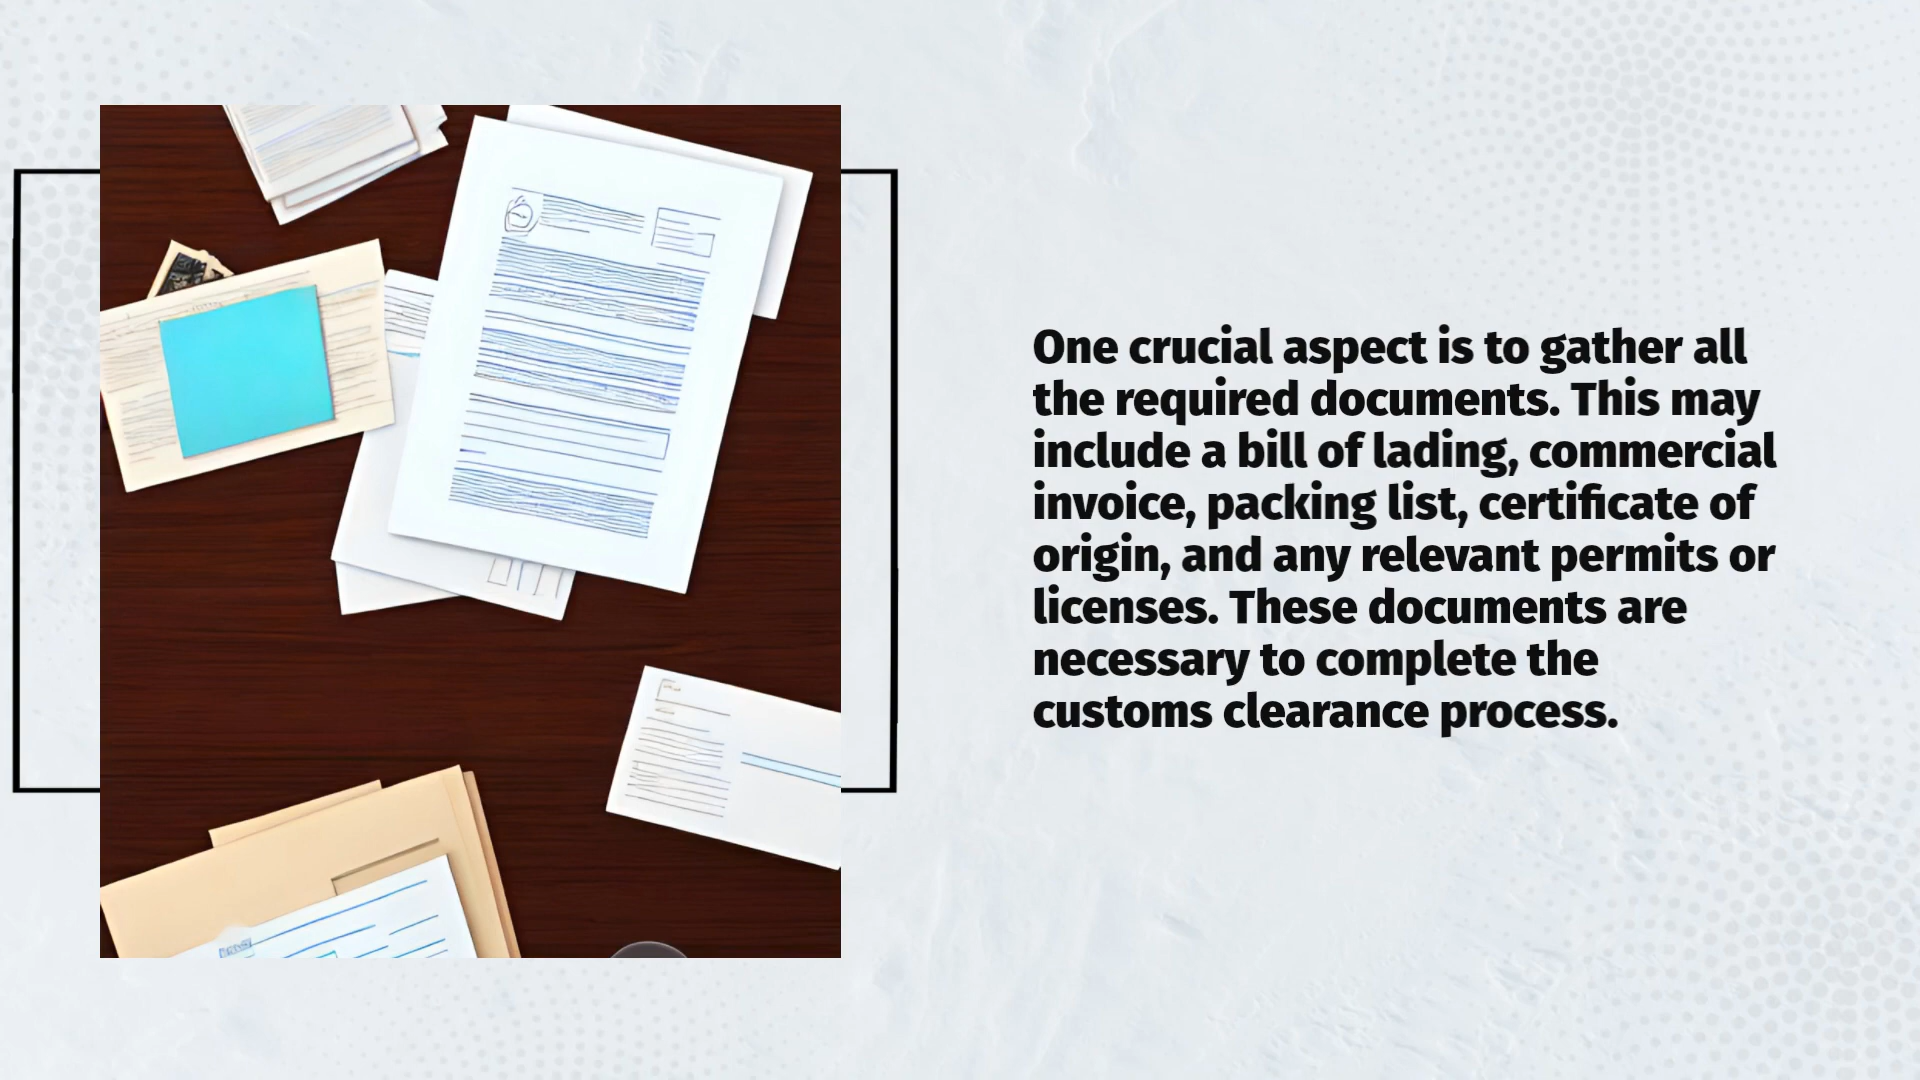 One crucial aspect is to gather all
the required documents. This may
include a bill of lading, commercial
invoice, packing list, certificate of
origin, and any relevant permits or
licenses. These documents are
necessary to complete the
customs clearance process.